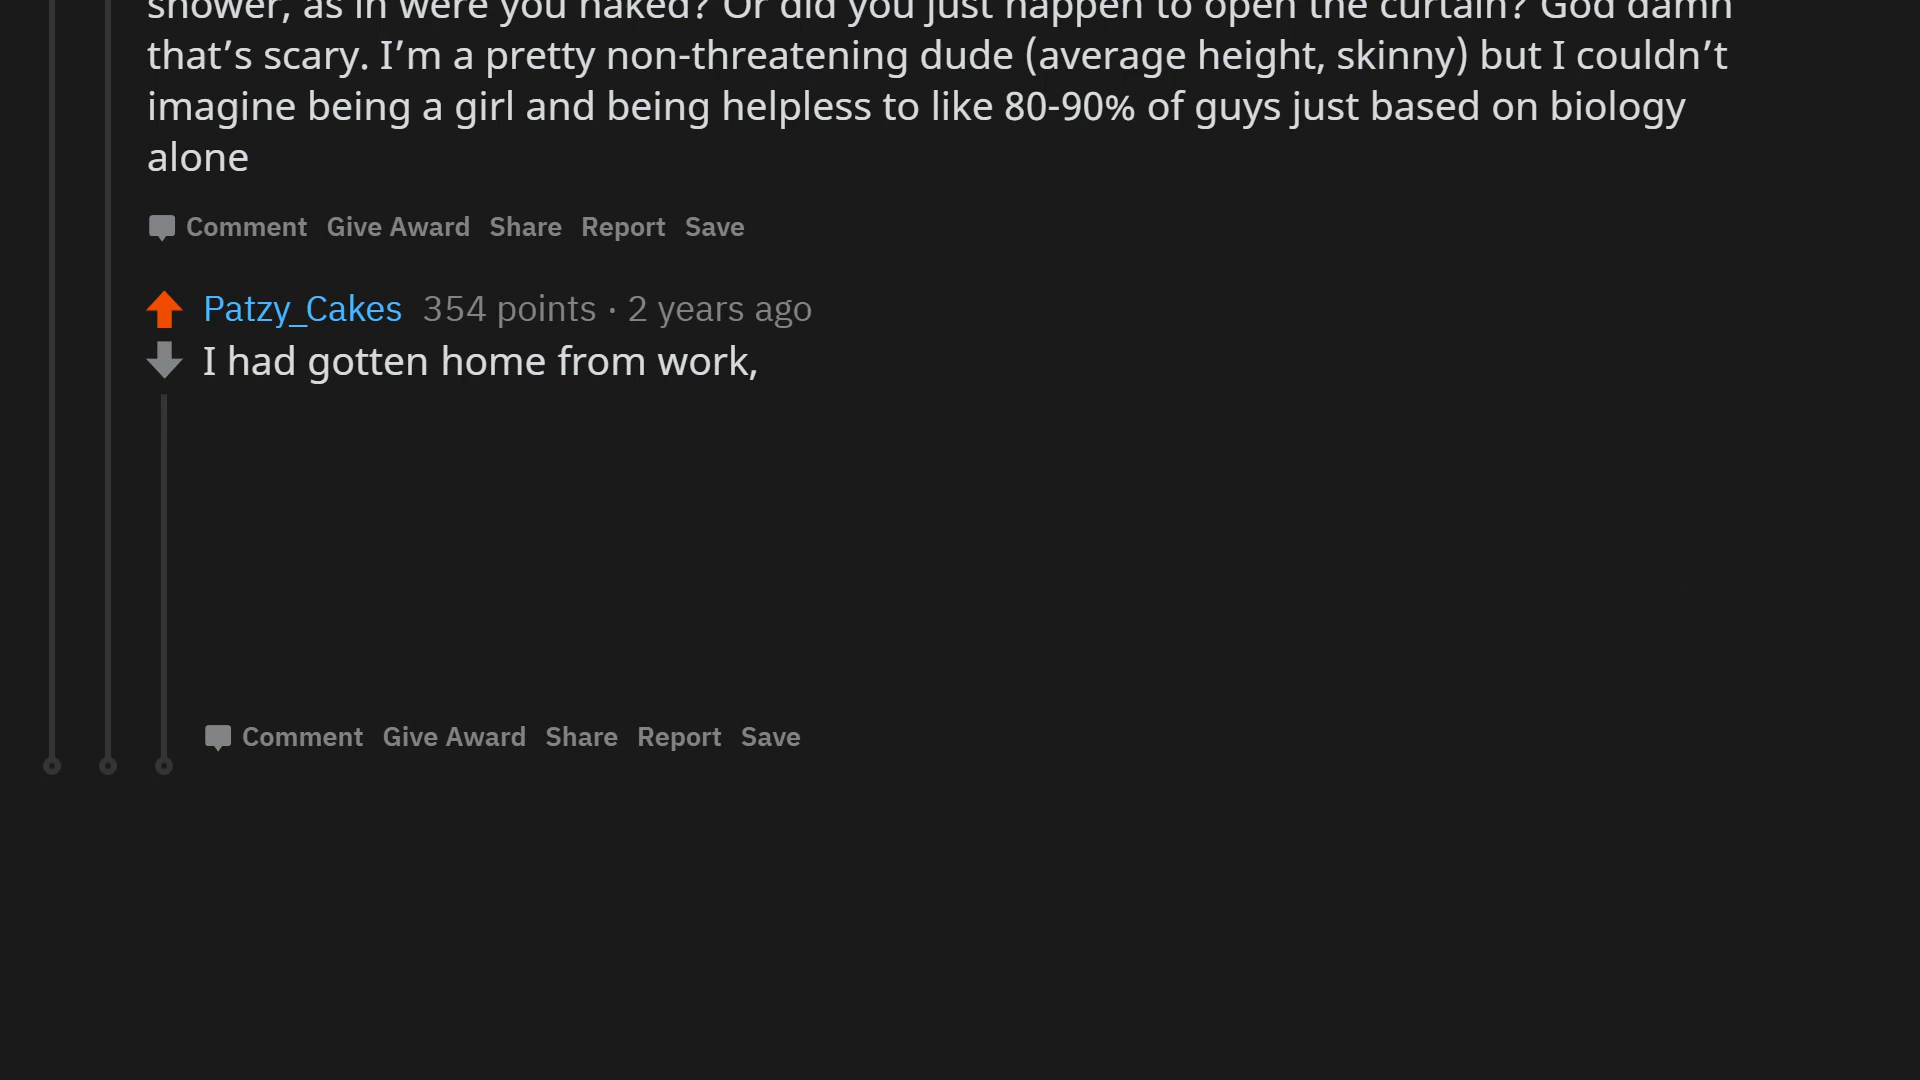 shower, as in were you naked? Or did you just happen to open the curtain? God damn
that’s scary. I’m a pretty non-threatening dude (average height, skinny) but I couldn’t
imagine being a girl and being helpless to like 80-90% of guys just based on biology
alone
Comment Give Award Share Report Save
Patzy_Cakes 354 points · 2 years ago
I had gotten home from work,
Comment Give Award Share Report Save